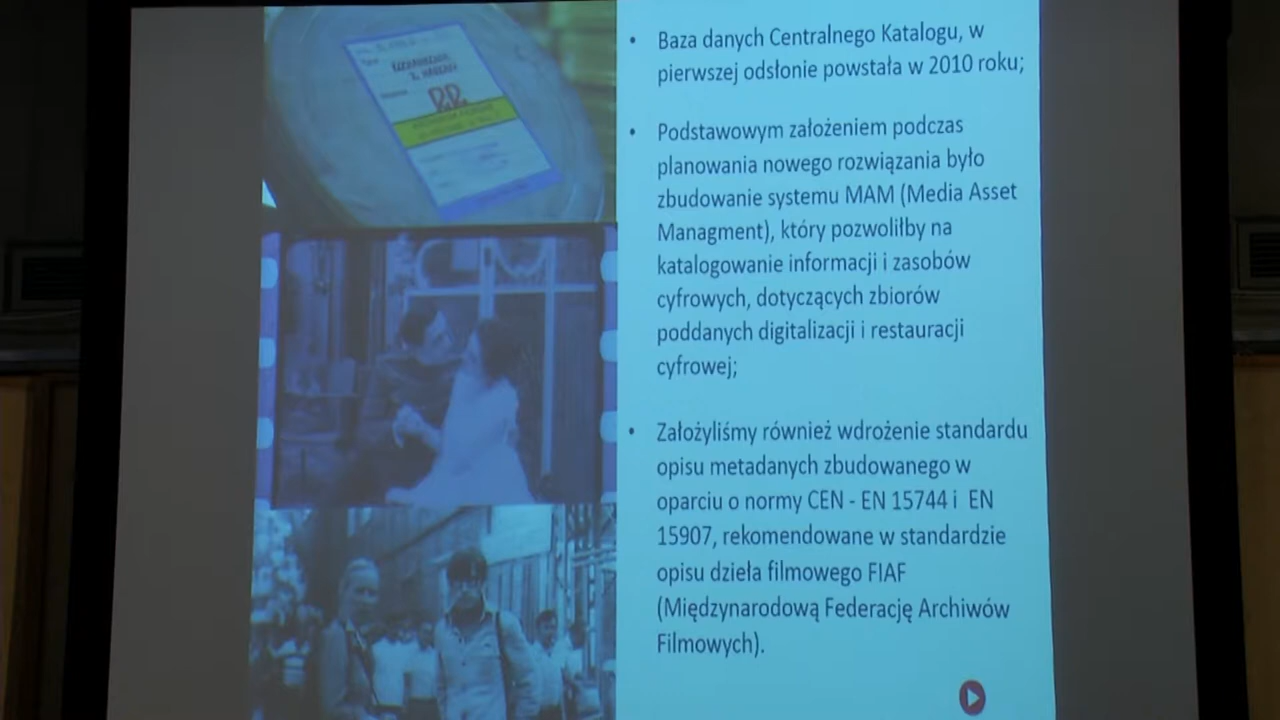 Baza danych Centralnego Katalogu, w
pierwszej odsłonie powstała w 2010 roku;
Podstawowym założeniem podczas
planowania nowego rozwiązania było
zbudowanie systemu MAM (Media Asset
Managment), który pozwoliłby na
katalogowanie informacji i zasobów
cyfrowych, dotyczących zbiorów
poddanych digitalizacji i restauracji
cyfrowej;
Założyliśmy również wdrożenie standardu
opisu metadanych zbudowanego w
oparciu o normy CEN - EN 15744 i EN
15907, rekomendowane w standardzie
opisu dzieła filmowego FIAF
(Międzynarodową Federację Archiwów
Filmowych).